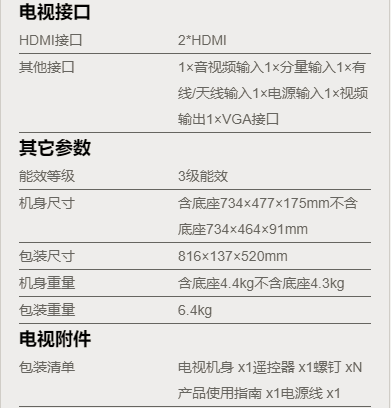 电视接口
HDMI接口 2*HDMI
其他接口 1×音视频输入1×分量输入1×有
线/天线输入1×电源输入1×视频
输出1×VGA接口
其它参数
能效等级 3级能效
机身尺寸 含底座734×477×175mm不含
底座734×464×91mm
包装尺寸 816×137×520mm
机身重量 含底座4.4kg不含底座4.3kg
包装重量 6.4kg
电视附件
包装清单 电视机身 x1遥控器 x1螺钉 xN
产品使用指南 x1电源线 x1